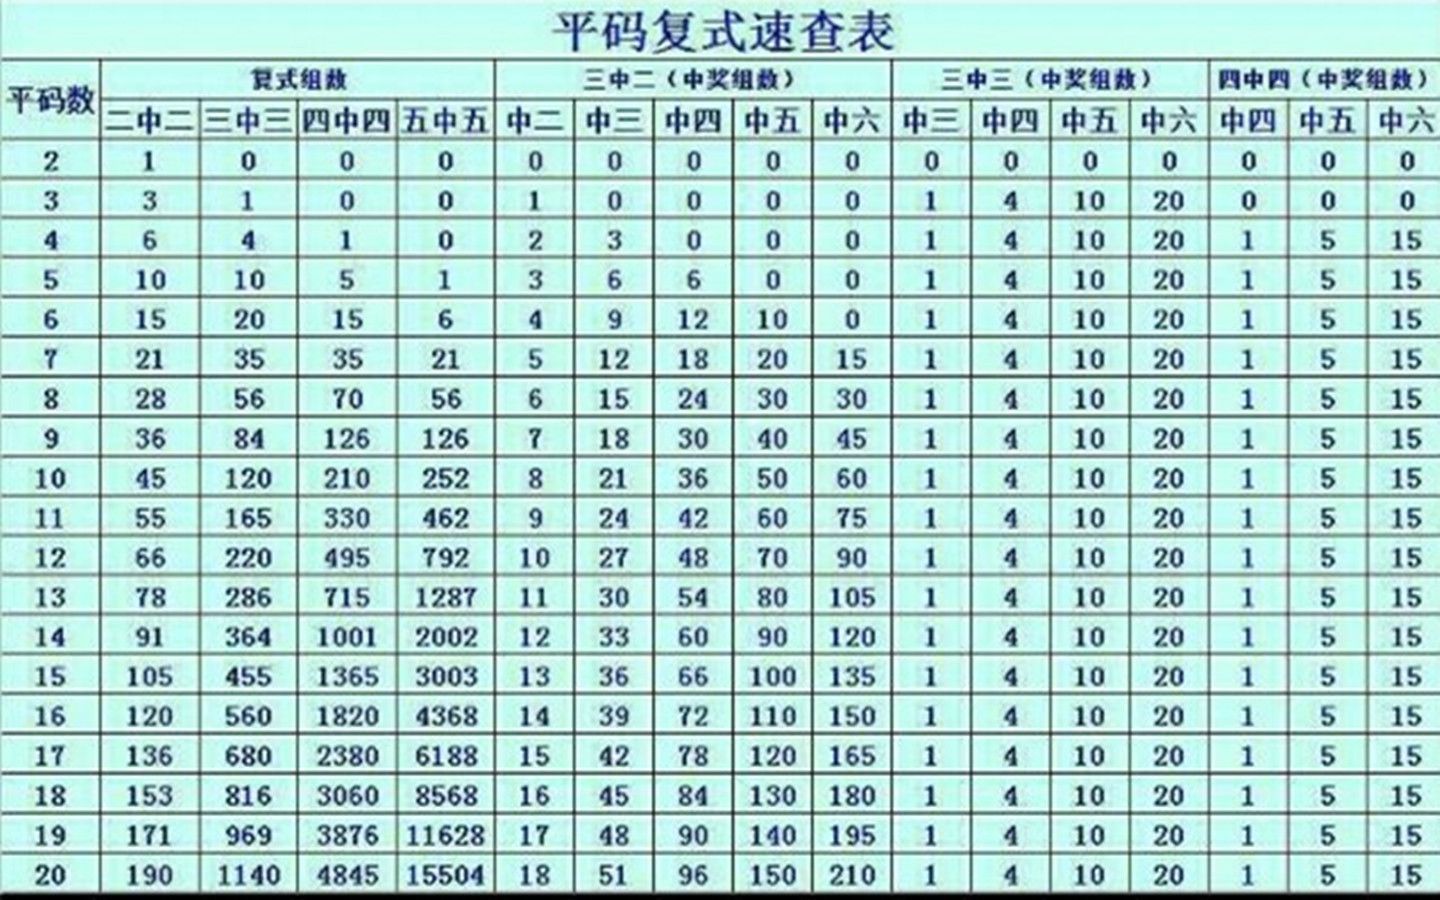 平码复式速查表
平码数 复式组数 三中二（中奖组数） 三中三（中奖组数） 四中四（中奖组数）
二中二 三中三 四中四 五中五 中二 中三 中四 中五 中六 中三 中四 中五 中六 中四 中五 中六
2 1 0 0 0 0 0 0 0 0 0 0 0 0 0 0 0
3 3 1 0 0 1 0 0 0 0 1 4 10 20 0 0 0
4 6 4 1 0 2 3 0 0 0 1 4 10 20 1 5 15
5 10 10 5 1 3 6 6 0 0 1 4 10 20 1 5 15
6 15 20 15 6 4 9 12 10 0 1 4 10 20 1 5 15
7 21 35 35 21 5 12 18 20 15 1 4 10 20 1 5 15
8 28 56 70 56 6 15 24 30 30 1 4 10 20 1 5 15
9 36 84 126 126 7 18 30 40 45 1 4 10 20 1 5 15
10 45 120 210 252 8 21 36 50 60 1 4 10 20 1 5 15
11 55 165 330 462 9 24 42 60 75 1 4 10 20 1 5 15
12 66 220 495 792 10 27 48 70 90 1 4 10 20 1 5 15
13 78 286 715 1287 11 30 54 80 105 1 4 10 20 1 5 15
14 91 364 1001 2002 12 33 60 90 120 1 4 10 20 1 5 15
15 105 455 1365 3003 13 36 66 100 135 1 4 10 20 1 5 15
16 120 560 1820 4368 14 39 72 110 150 1 4 10 20 1 5 15
17 136 680 2380 6188 15 42 78 120 165 1 4 10 20 1 5 15
18 153 816 3060 8568 16 45 84 130 180 1 4 10 20 1 5 15
19 171 969 3876 11628 17 48 90 140 195 1 4 10 20 1 5 15
20 190 1140 4845 15504 18 51 96 150 210 1 4 10 20 1 5 15